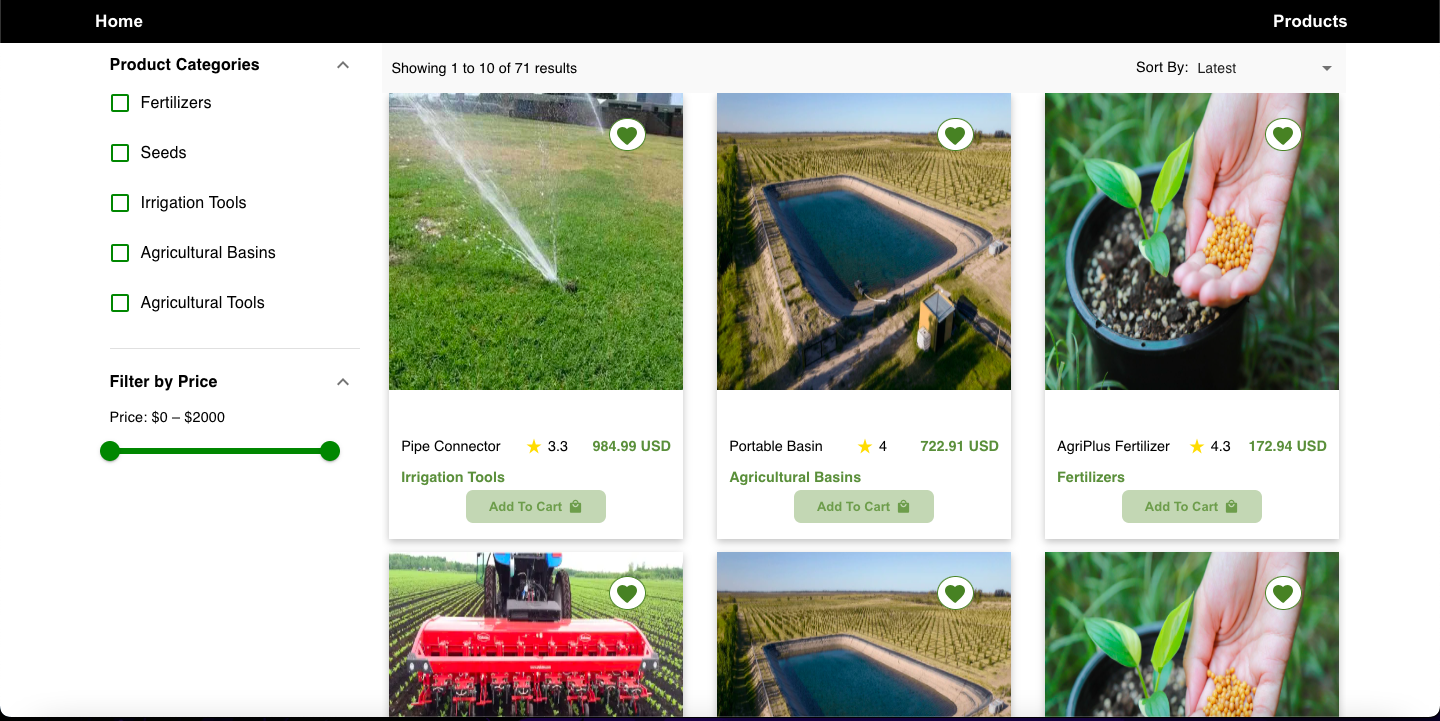 Home
Products
Product Categories
Fertilizers
Seeds
Irrigation Tools
Agricultural Basins
Agricultural Tools
Filter by Price
Price: $0 – $2000
Showing 1 to 10 of 71 results
Sort By: Latest
Pipe Connector 3.3 984.99 USD
Irrigation Tools
Add To Cart
Portable Basin 4 722.91 USD
Agricultural Basins
Add To Cart
AgriPlus Fertilizer 4.3 172.94 USD
Fertilizers
Add To Cart